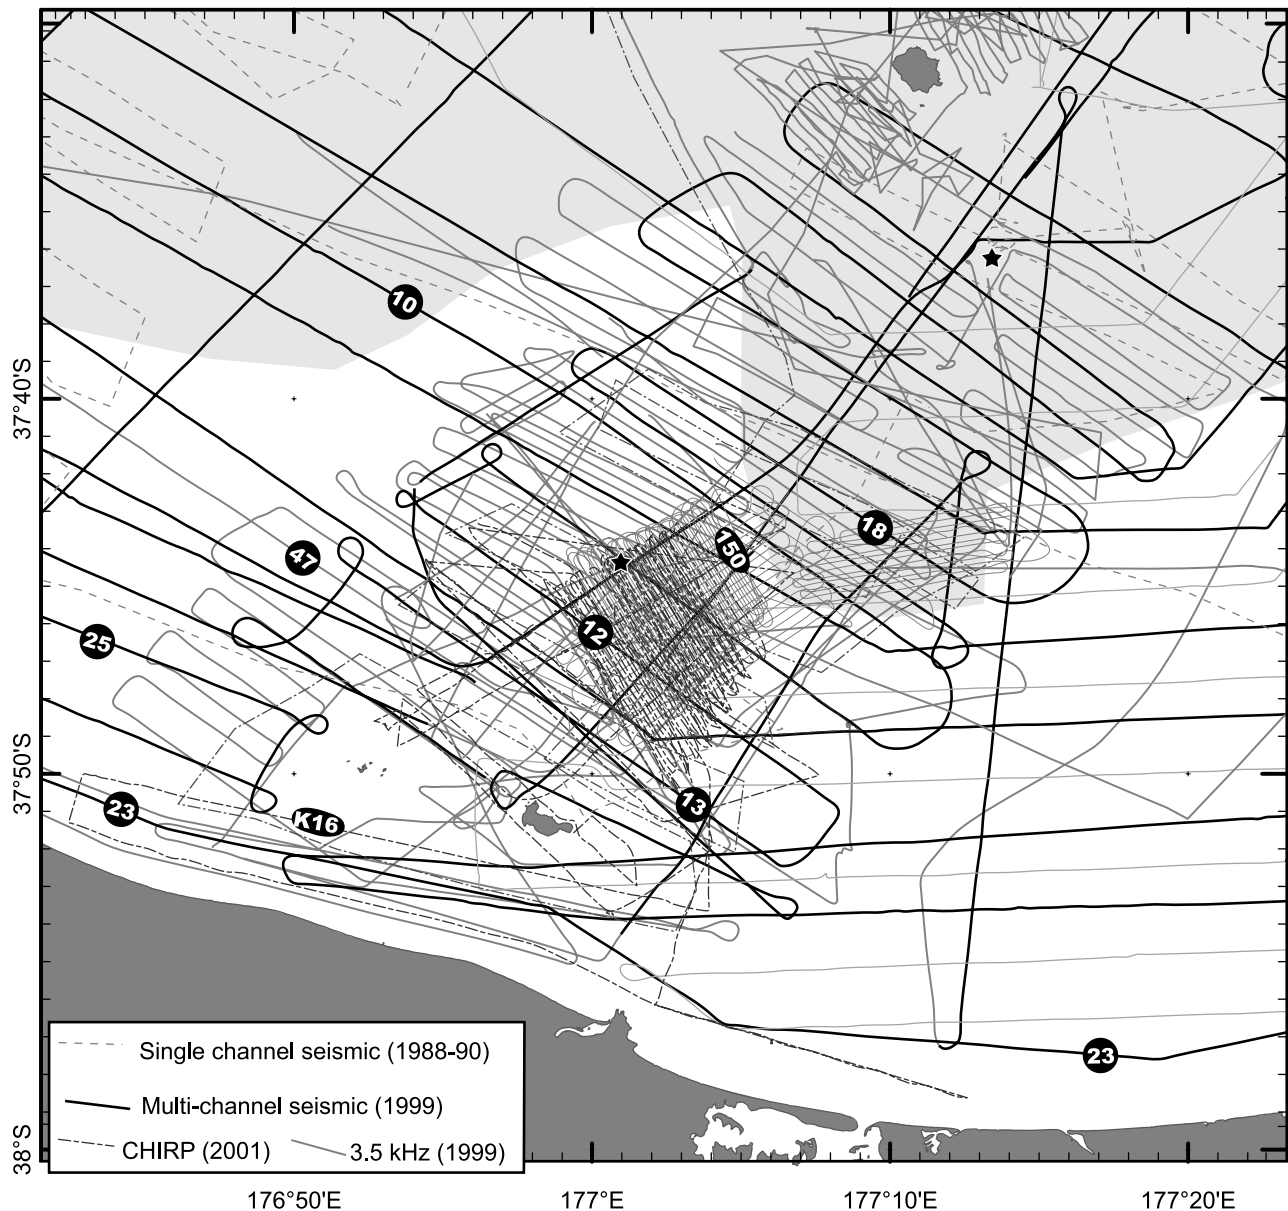 10
37°40'S
18
150
47
12
25
37°50'S
13
23
K16
Single channel seismic (1988-90)
23
Multi-channel seismic (1999)
CHIRP (2001) 3.5 kHz (1999)
38°S
176°50'E 177°E 177°10'E 177°20'E